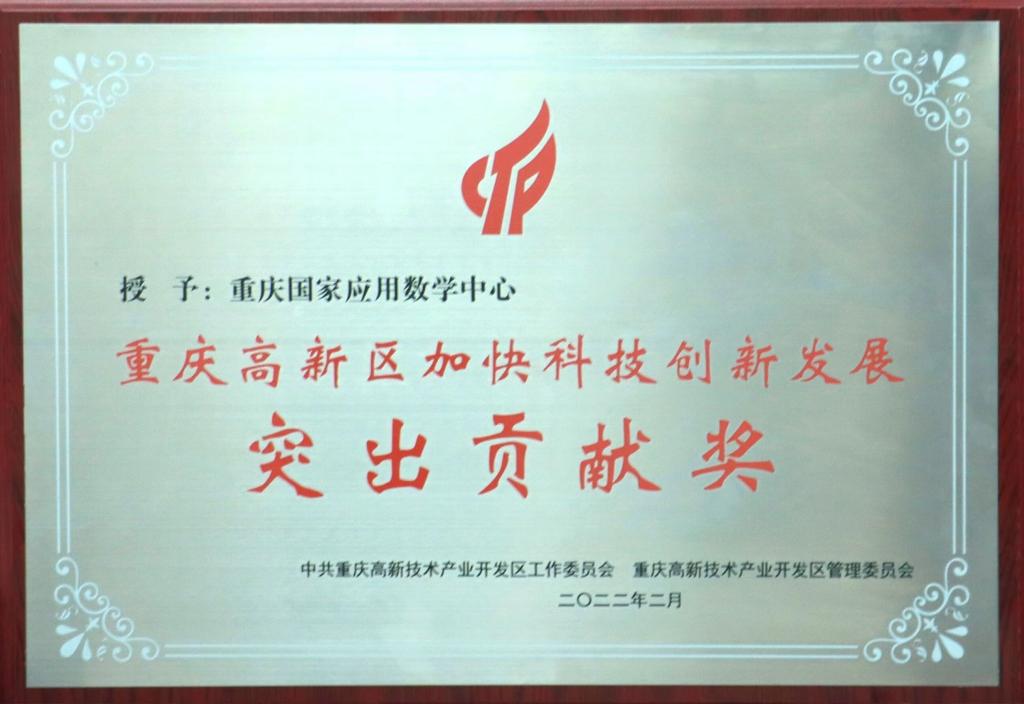 授 予：重庆国家应用数学中心
重庆高新区加快科技创新发展
突出贡献奖
中共重庆高新技术产业开发区工作委员会 重庆高新技术产业开发区管理委员会
二〇二二年二月